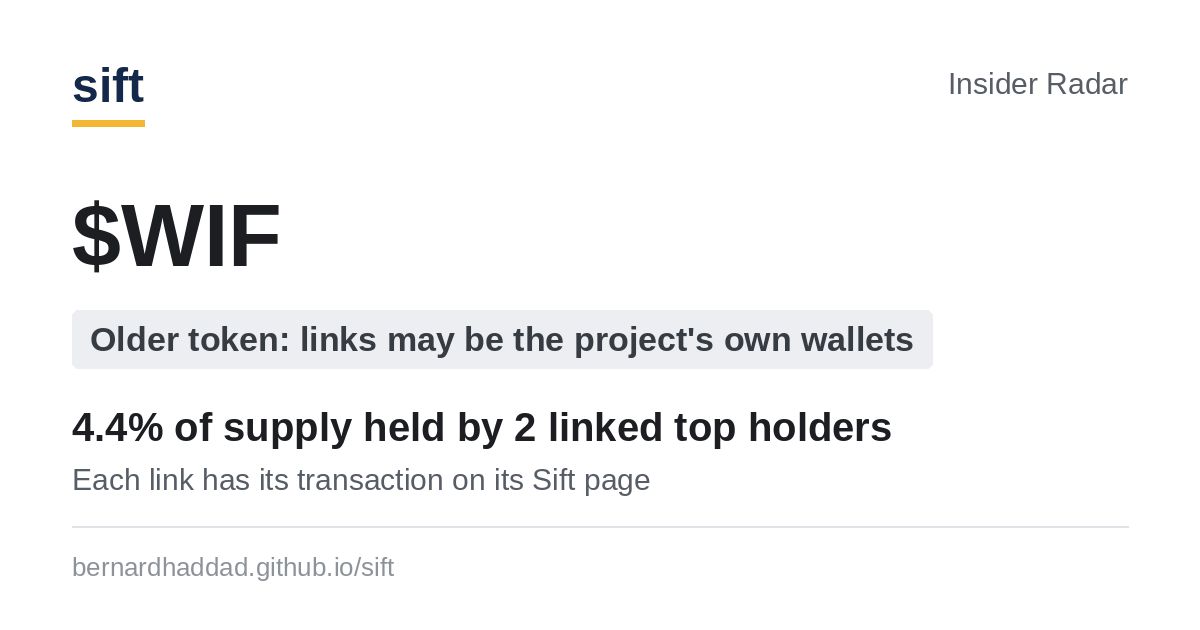 sift
Insider Radar
$WIF
Older token: links may be the project's own wallets
4.4% of supply held by 2 linked top holders
Each link has its transaction on its Sift page
bernardhaddad.github.io/sift